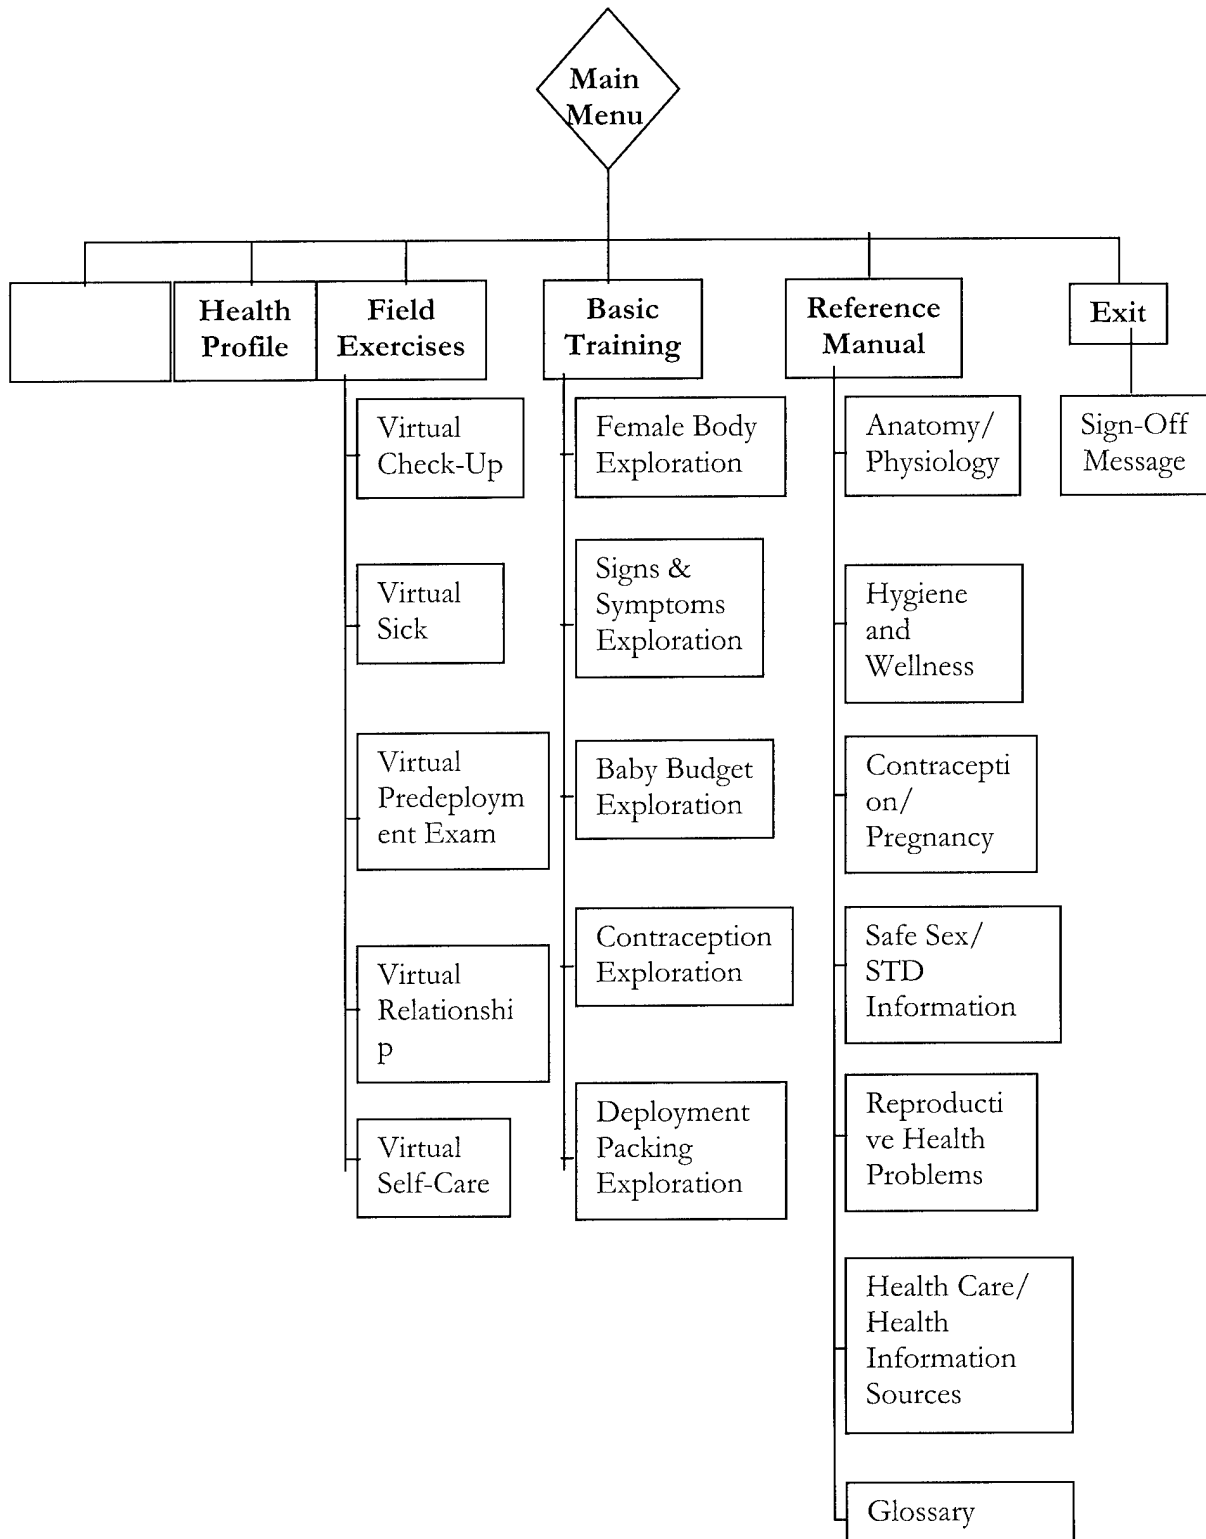 Main
Menu
Health
Profile
Field
Exercises
Basic
Training
Reference
Manual
Exit
Virtual
Check-Up
Virtual
Sick
Virtual
Predeploym
ent Exam
Virtual
Relationshi
p
Virtual
Self-Care
Female Body
Exploration
Signs &
Symptoms
Exploration
Baby Budget
Exploration
Contraception
Exploration
Deployment
Packing
Exploration
Anatomy/
Physiology
Hygiene
and
Wellness
Contracepti
on/
Pregnancy
Safe Sex/
STD
Information
Reproducti
ve Health
Problems
Health Care/
Health
Information
Sources
Glossary
Sign-Off
Message